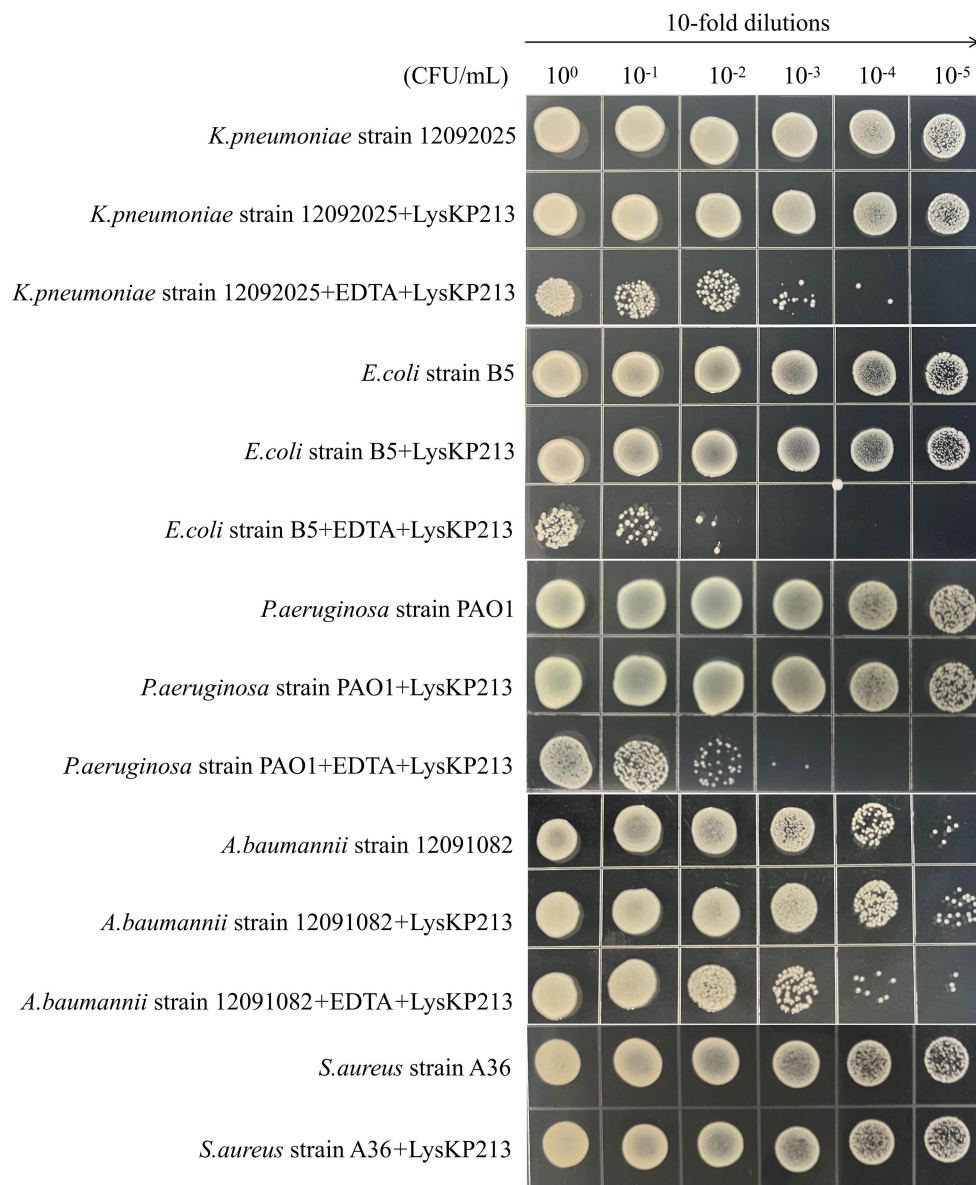 10-fold dilutions
(CFU/mL) 10⁰ 10⁻¹ 10⁻² 10⁻³ 10⁻⁴ 10⁻⁵
K.pneumoniae strain 12092025
K.pneumoniae strain 12092025+LysKP213
K.pneumoniae strain 12092025+EDTA+LysKP213
E.coli strain B5
E.coli strain B5+LysKP213
E.coli strain B5+EDTA+LysKP213
P.aeruginosa strain PAO1
P.aeruginosa strain PAO1+LysKP213
P.aeruginosa strain PAO1+EDTA+LysKP213
A.baumannii strain 12091082
A.baumannii strain 12091082+LysKP213
A.baumannii strain 12091082+EDTA+LysKP213
S.aureus strain A36
S.aureus strain A36+LysKP213